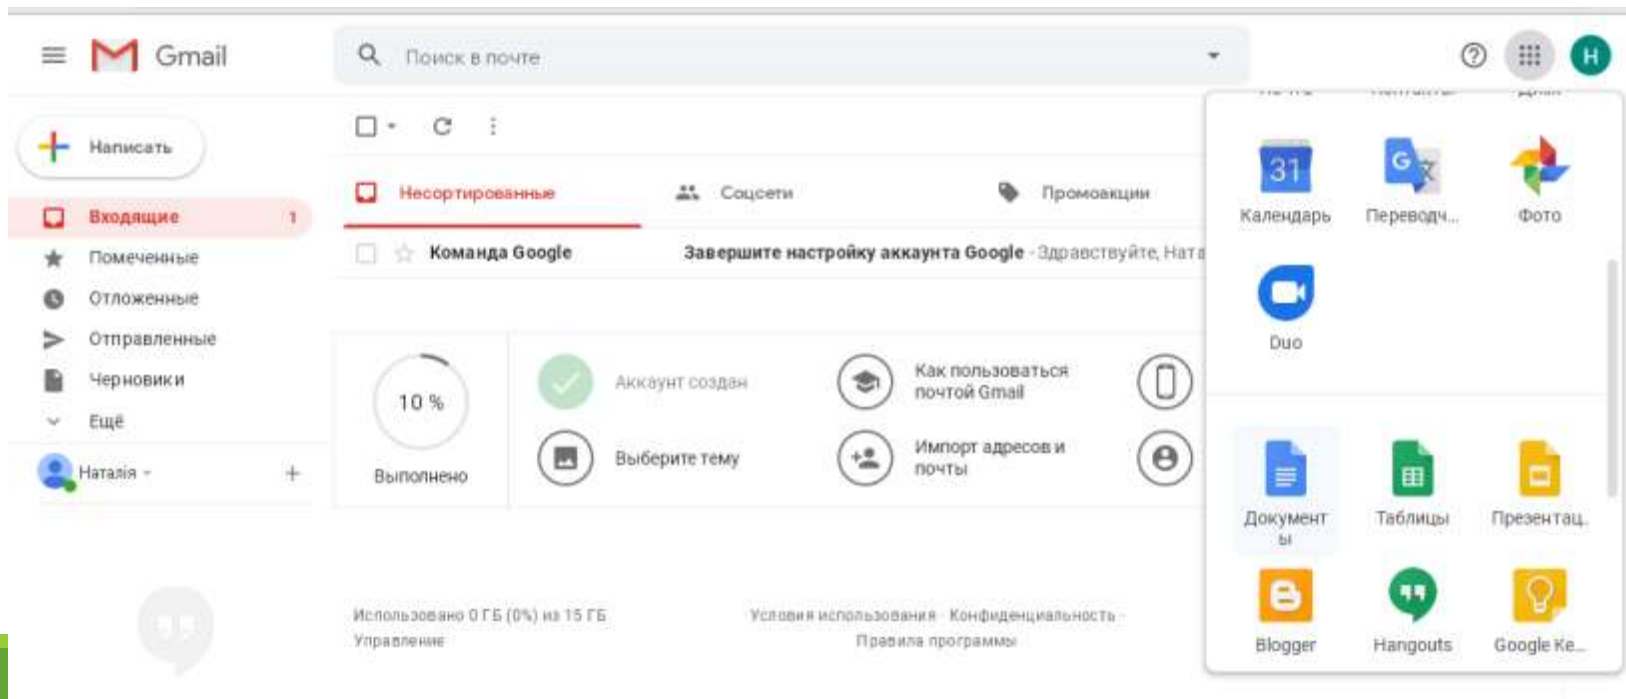 Gmail
Поиск в почте
H
Написать
Входящие 1
Помеченные
Отложенные
Отправленные
Черновики
Ещё
Наталія
Несортированные
Соцсети
Промоакции
Команда Google
Завершите настройку аккаунта Google - Здравствуйте, Ната
10 %
Выполнено
Аккаунт создан
Как пользоваться
почтой Gmail
Выберите тему
Импорт адресов и
почты
Использовано 0 ГБ (0%) из 15 ГБ
Управление
Условия использования · Конфиденциальность ·
Правила программы
31
Календарь
G
Переводч...
Фото
Duo
Документ
ы
Таблицы
Презентац...
Blogger
Hangouts
Google Ke...